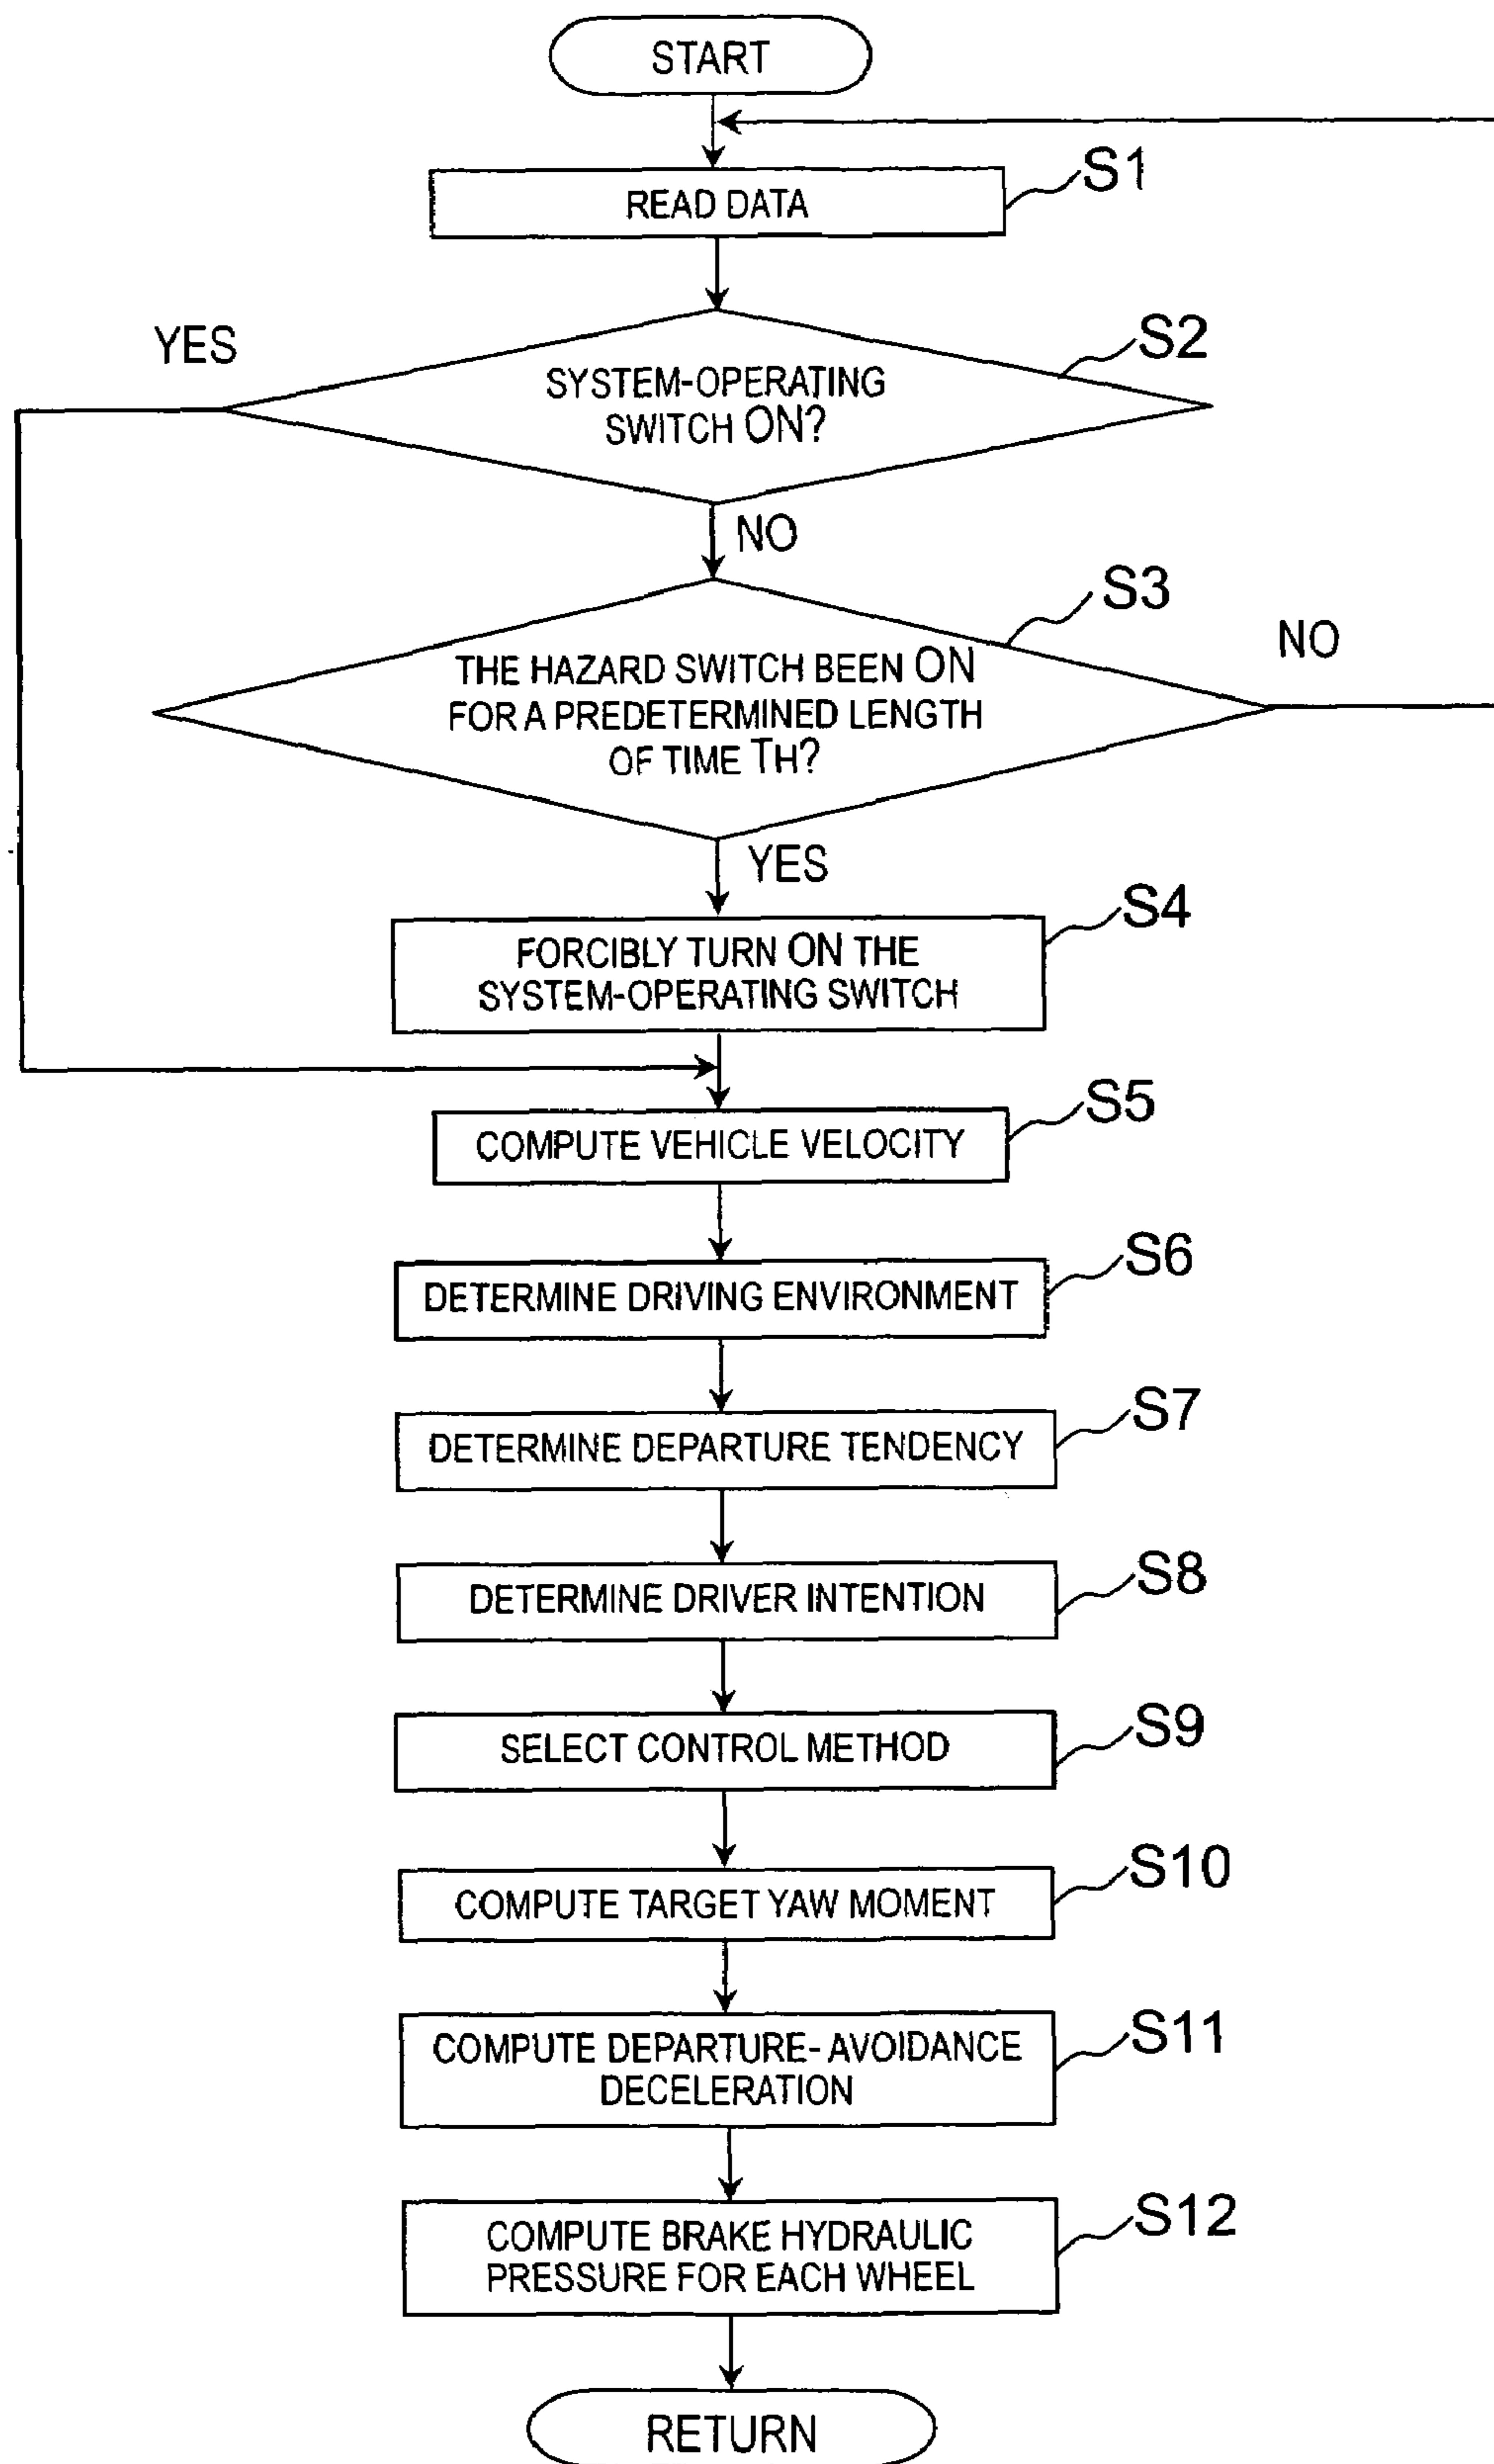 START
S1
READ DATA
YES
S2
SYSTEM-OPERATING
SWITCH ON?
NO
S3
NO
THE HAZARD SWITCH BEEN ON
FOR A PREDETERMINED LENGTH
OF TIME TH?
YES
S4
FORCIBLY TURN ON THE
SYSTEM-OPERATING SWITCH
S5
COMPUTE VEHICLE VELOCITY
S6
DETERMINE DRIVING ENVIRONMENT
S7
DETERMINE DEPARTURE TENDENCY
S8
DETERMINE DRIVER INTENTION
S9
SELECT CONTROL METHOD
S10
COMPUTE TARGET YAW MOMENT
S11
COMPUTE DEPARTURE- AVOIDANCE
DECELERATION
S12
COMPUTE BRAKE HYDRAULIC
PRESSURE FOR EACH WHEEL
RETURN